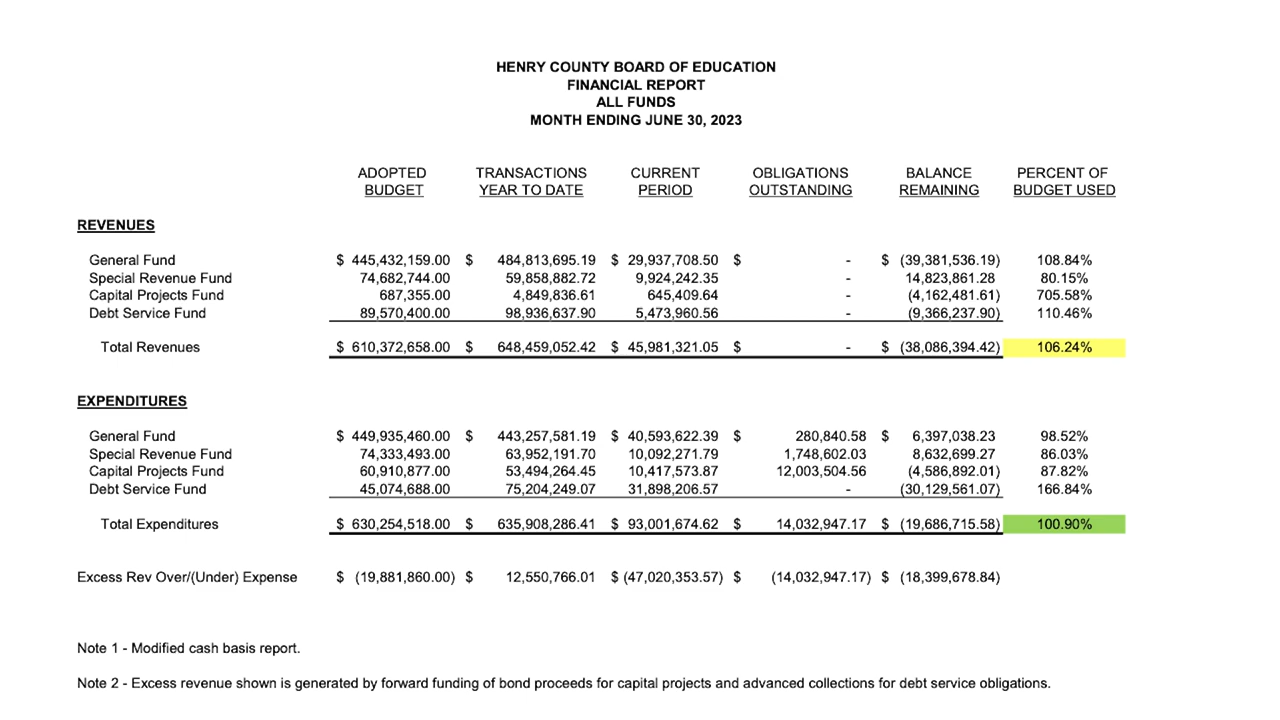 HENRY COUNTY BOARD OF EDUCATION
FINANCIAL REPORT
ALL FUNDS
MONTH ENDING JUNE 30, 2023
ADOPTED TRANSACTIONS CURRENT OBLIGATIONS BALANCE PERCENT OF
BUDGET YEAR TO DATE PERIOD OUTSTANDING REMAINING BUDGET USED
REVENUES
General Fund $ 445,432,159.00 $ 484,813,695.19 $ 29,937,708.50 $ - $ (39,381,536.19) 108.84%
Special Revenue Fund 74,682,744.00 59,858,882.72 9,924,242.35 - 14,823,861.28 80.15%
Capital Projects Fund 687,355.00 4,849,836.61 645,409.64 - (4,162,481.61) 705.58%
Debt Service Fund 89,570,400.00 98,936,637.90 5,473,960.56 - (9,366,237.90) 110.46%
Total Revenues $ 610,372,658.00 $ 648,459,052.42 $ 45,981,321.05 $ - $ (38,086,394.42) 106.24%
EXPENDITURES
General Fund $ 449,935,460.00 $ 443,257,581.19 $ 40,593,622.39 $ 280,840.58 $ 6,397,038.23 98.52%
Special Revenue Fund 74,333,493.00 63,952,191.70 10,092,271.79 1,748,602.03 8,632,699.27 86.03%
Capital Projects Fund 60,910,877.00 53,494,264.45 10,417,573.87 12,003,504.56 (4,586,892.01) 87.82%
Debt Service Fund 45,074,688.00 75,204,249.07 31,898,206.57 - (30,129,561.07) 166.84%
Total Expenditures $ 630,254,518.00 $ 635,908,286.41 $ 93,001,674.62 $ 14,032,947.17 $ (19,686,715.58) 100.90%
Excess Rev Over/(Under) Expense $ (19,881,860.00) $ 12,550,766.01 $ (47,020,353.57) $ (14,032,947.17) $ (18,399,678.84)
Note 1 - Modified cash basis report.
Note 2 - Excess revenue shown is generated by forward funding of bond proceeds for capital projects and advanced collections for debt service obligations.